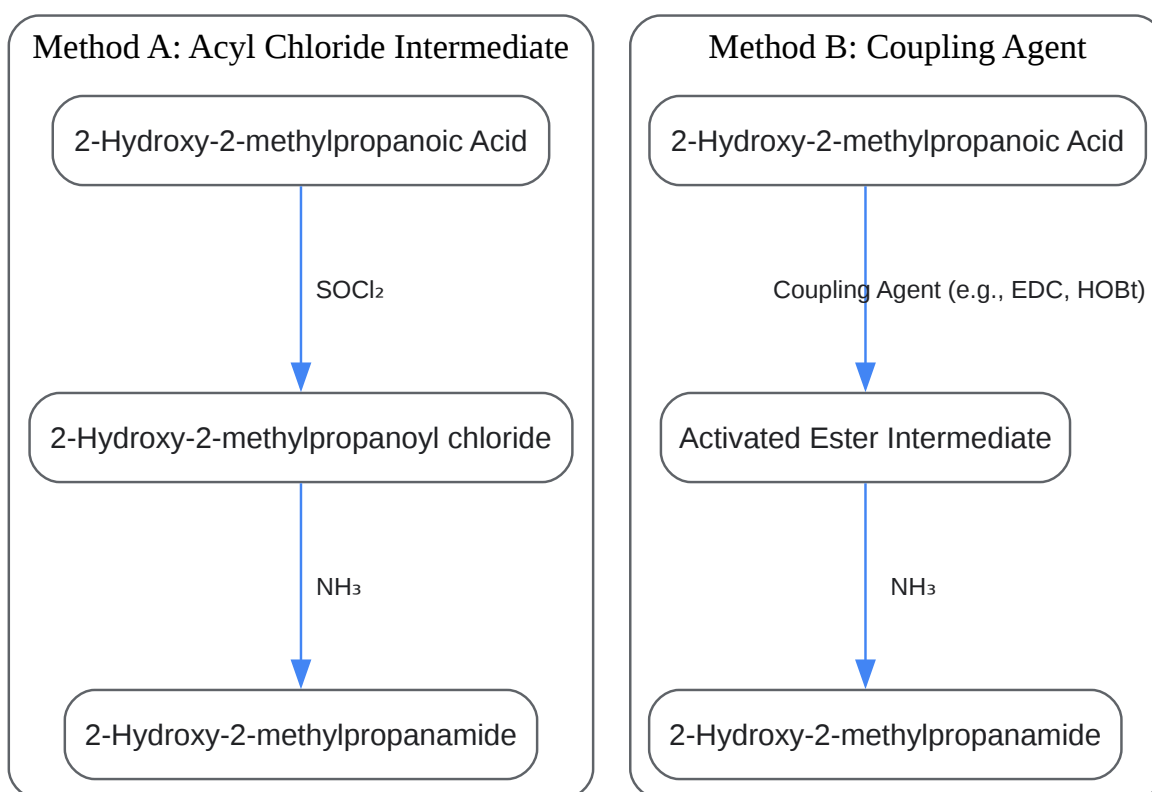 Method A: Acyl Chloride Intermediate
2-Hydroxy-2-methylpropanoic Acid
SOCl₂
2-Hydroxy-2-methylpropanoyl chloride
NH₃
2-Hydroxy-2-methylpropanamide
Method B: Coupling Agent
2-Hydroxy-2-methylpropanoic Acid
Coupling Agent (e.g., EDC, HOBt)
Activated Ester Intermediate
NH₃
2-Hydroxy-2-methylpropanamide